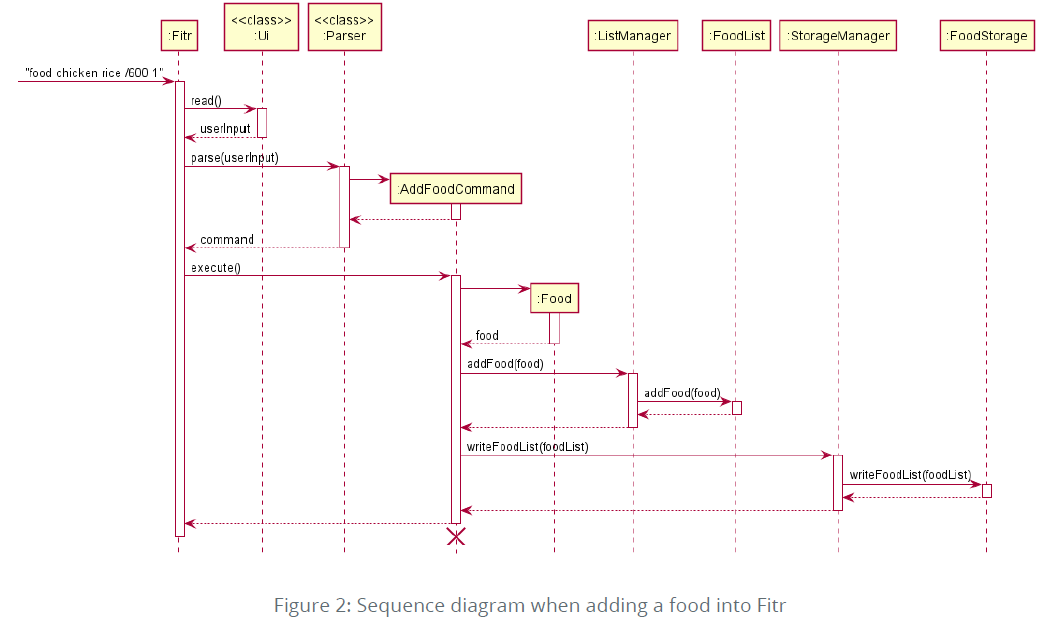 <<class>> <<class>>
:Fitr :Ui :Parser :ListManager :FoodList :StorageManager :FoodStorage
"food chicken rice /600 1"
read()
userInput
parse(userInput)
:AddFoodCommand
command
execute()
:Food
food
addFood(food)
addFood(food)
writeFoodList(foodList)
writeFoodList(foodList)
Figure 2: Sequence diagram when adding a food into Fitr